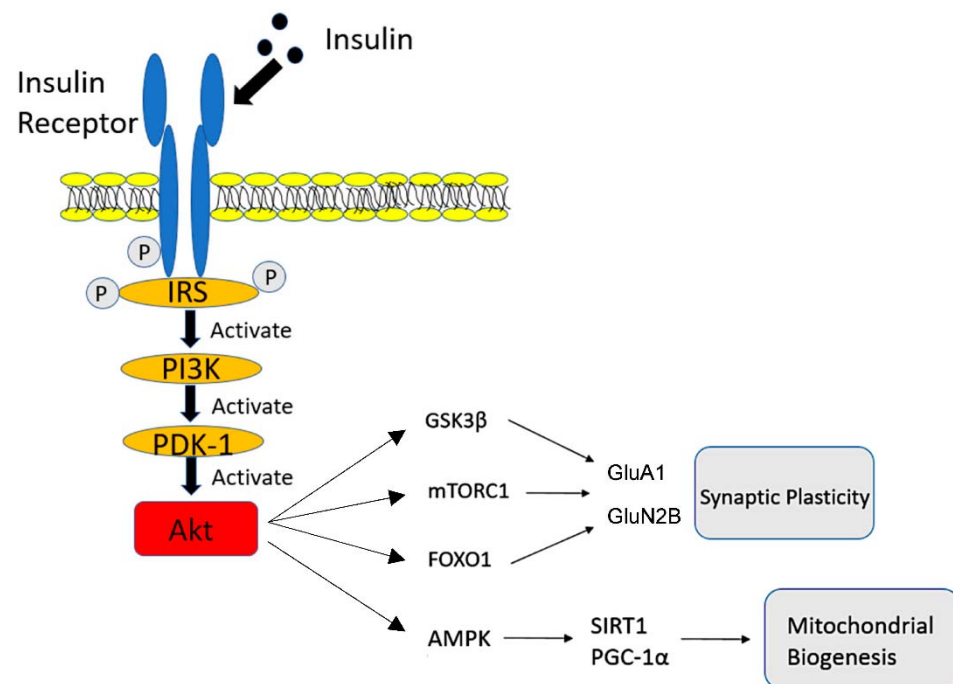 Insulin
Insulin
Receptor
P
P
P
IRS
Activate
PI3K
Activate
PDK-1
Activate
Akt
GSK3β
mTORC1
FOXO1
AMPK
GluA1
GluN2B
Synaptic Plasticity
SIRT1
PGC-1α
Mitochondrial
Biogenesis